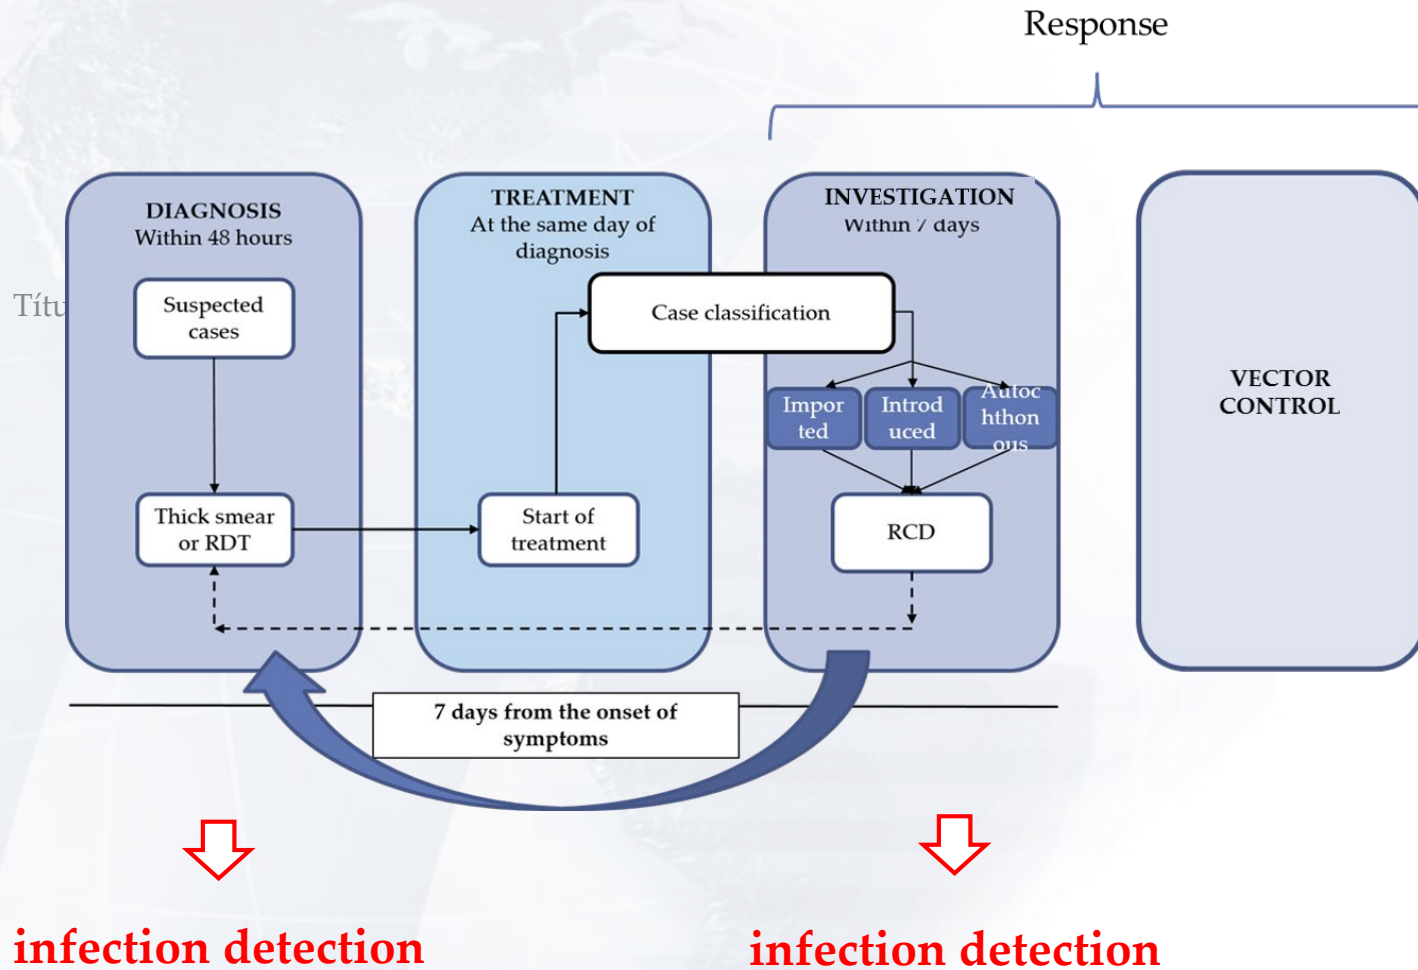 Response
DIAGNOSIS
Within 48 hours
TREATMENT
At the same day of
diagnosis
INVESTIGATION
Within 7 days
Títu
Suspected
cases
Case classification
Impor
ted
Introd
uced
Autoc
hthon
ous
VECTOR
CONTROL
Thick smear
or RDT
Start of
treatment
RCD
7 days from the onset of
symptoms
infection detection
infection detection